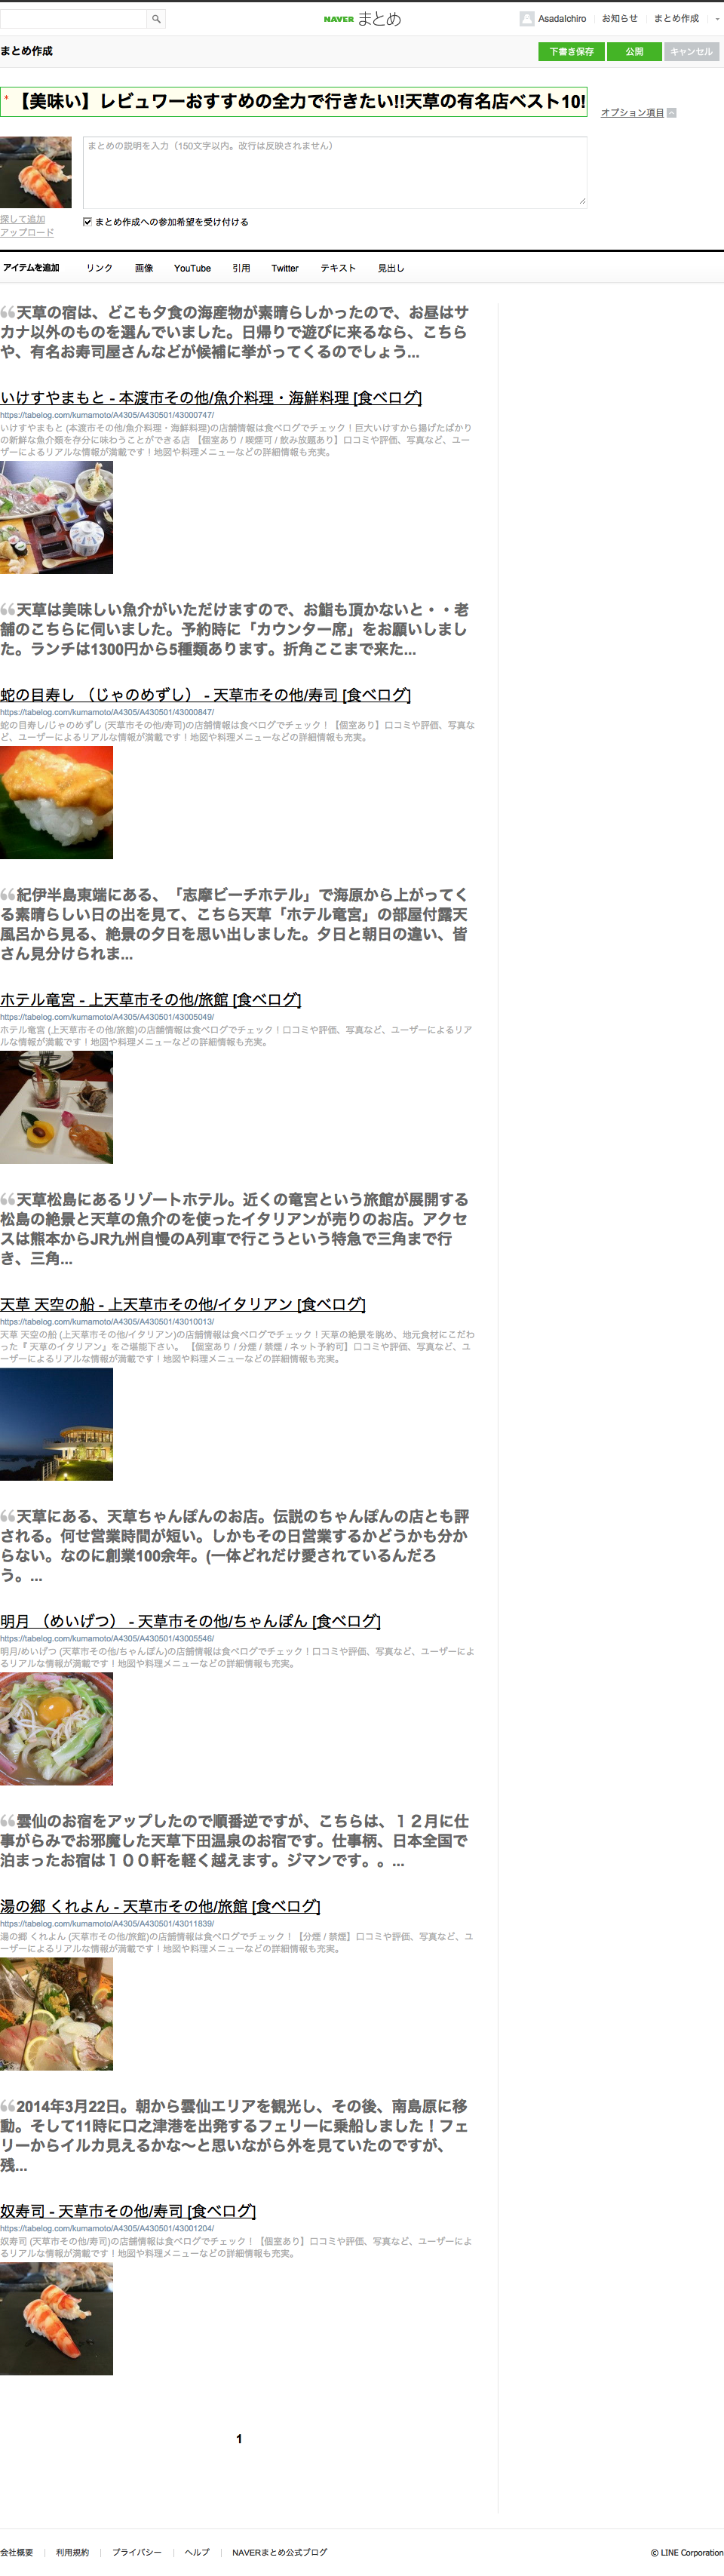 NAVER まとめ
AsadaIchiro お知らせ まとめ作成
まとめ作成
下書き保存 公開 キャンセル
* 【美味い】レビュワーおすすめの全力で行きたい!!天草の有名店ベスト10!
オプション項目
まとめの説明を入力（150文字以内。改行は反映されません）
探して追加
アップロード
まとめ作成への参加希望を受け付ける
アイテムを追加 リンク 画像 YouTube 引用 Twitter テキスト 見出し
天草の宿は、どこも夕食の海産物が素晴らしかったので、お昼はサ
カナ以外のものを選んでいました。日帰りで遊びに来るなら、こちら
や、有名お寿司屋さんなどが候補に挙がってくるのでしょう...
いけすやまもと - 本渡市その他/魚介料理・海鮮料理 [食べログ]
https://tabelog.com/kumamoto/A4305/A430501/43000747/
いけすやまもと (本渡市その他/魚介料理・海鮮料理)の店舗情報は食べログでチェック！巨大いけすから揚げたばかり
の新鮮な魚介類を存分に味わうことができる店 【個室あり / 喫煙可 / 飲み放題あり】口コミや評価、写真など、ユー
ザーによるリアルな情報が満載です！地図や料理メニューなどの詳細情報も充実。
天草は美味しい魚介がいただけますので、お鮨も頂かないと・・老
舗のこちらに伺いました。予約時に「カウンター席」をお願いしまし
た。ランチは1300円から5種類あります。折角ここまで来た...
蛇の目寿し （じゃのめずし） - 天草市その他/寿司 [食べログ]
https://tabelog.com/kumamoto/A4305/A430501/43000847/
蛇の目寿し/じゃのめずし (天草市その他/寿司)の店舗情報は食べログでチェック！【個室あり】口コミや評価、写真な
ど、ユーザーによるリアルな情報が満載です！地図や料理メニューなどの詳細情報も充実。
紀伊半島東端にある、「志摩ビーチホテル」で海原から上がってく
る素晴らしい日の出を見て、こちら天草「ホテル竜宮」の部屋付露天
風呂から見る、絶景の夕日を思い出しました。夕日と朝日の違い、皆
さん見分けられま...
ホテル竜宮 - 上天草市その他/旅館 [食べログ]
https://tabelog.com/kumamoto/A4305/A430501/43005049/
ホテル竜宮 (上天草市その他/旅館)の店舗情報は食べログでチェック！口コミや評価、写真など、ユーザーによるリア
ルな情報が満載です！地図や料理メニューなどの詳細情報も充実。
天草松島にあるリゾートホテル。近くの竜宮という旅館が展開する
松島の絶景と天草の魚介のを使ったイタリアンが売りのお店。アクセ
スは熊本からJR九州自慢のA列車で行こうという特急で三角まで行
き、三角...
天草 天空の船 - 上天草市その他/イタリアン [食べログ]
https://tabelog.com/kumamoto/A4305/A430501/43010013/
天草 天空の船 (上天草市その他/イタリアン)の店舗情報は食べログでチェック！天草の絶景を眺め、地元食材にこだわ
った『 天草のイタリアン』をご堪能下さい。 【個室あり / 分煙 / 禁煙 / ネット予約可】口コミや評価、写真など、ユ
ーザーによるリアルな情報が満載です！地図や料理メニューなどの詳細情報も充実。
天草にある、天草ちゃんぽんのお店。伝説のちゃんぽんの店とも評
される。何せ営業時間が短い。しかもその日営業するかどうかも分か
らない。なのに創業100余年。(一体どれだけ愛されているんだろ
う。...
明月 （めいげつ） - 天草市その他/ちゃんぽん [食べログ]
https://tabelog.com/kumamoto/A4305/A430501/43005546/
明月/めいげつ (天草市その他/ちゃんぽん)の店舗情報は食べログでチェック！口コミや評価、写真など、ユーザーによ
るリアルな情報が満載です！地図や料理メニューなどの詳細情報も充実。
雲仙のお宿をアップしたので順番逆ですが、こちらは、１２月に仕
事がらみでお邪魔した天草下田温泉のお宿です。仕事柄、日本全国で
泊まったお宿は１００軒を軽く越えます。ジマンです。。...
湯の郷 くれよん - 天草市その他/旅館 [食べログ]
https://tabelog.com/kumamoto/A4305/A430501/43011839/
湯の郷 くれよん (天草市その他/旅館)の店舗情報は食べログでチェック！【分煙 / 禁煙】口コミや評価、写真など、ユ
ーザーによるリアルな情報が満載です！地図や料理メニューなどの詳細情報も充実。
2014年3月22日。朝から雲仙エリアを観光し、その後、南島原に移
動。そして11時に口之津港を出発するフェリーに乗船しました！フェ
リーからイルカ見えるかな〜と思いながら外を見ていたのですが、
残...
奴寿司 - 天草市その他/寿司 [食べログ]
https://tabelog.com/kumamoto/A4305/A430501/43001204/
奴寿司 (天草市その他/寿司)の店舗情報は食べログでチェック！【個室あり】口コミや評価、写真など、ユーザーによ
るリアルな情報が満載です！地図や料理メニューなどの詳細情報も充実。
1
会社概要 利用規約 プライバシー ヘルプ NAVERまとめ公式ブログ © LINE Corporation